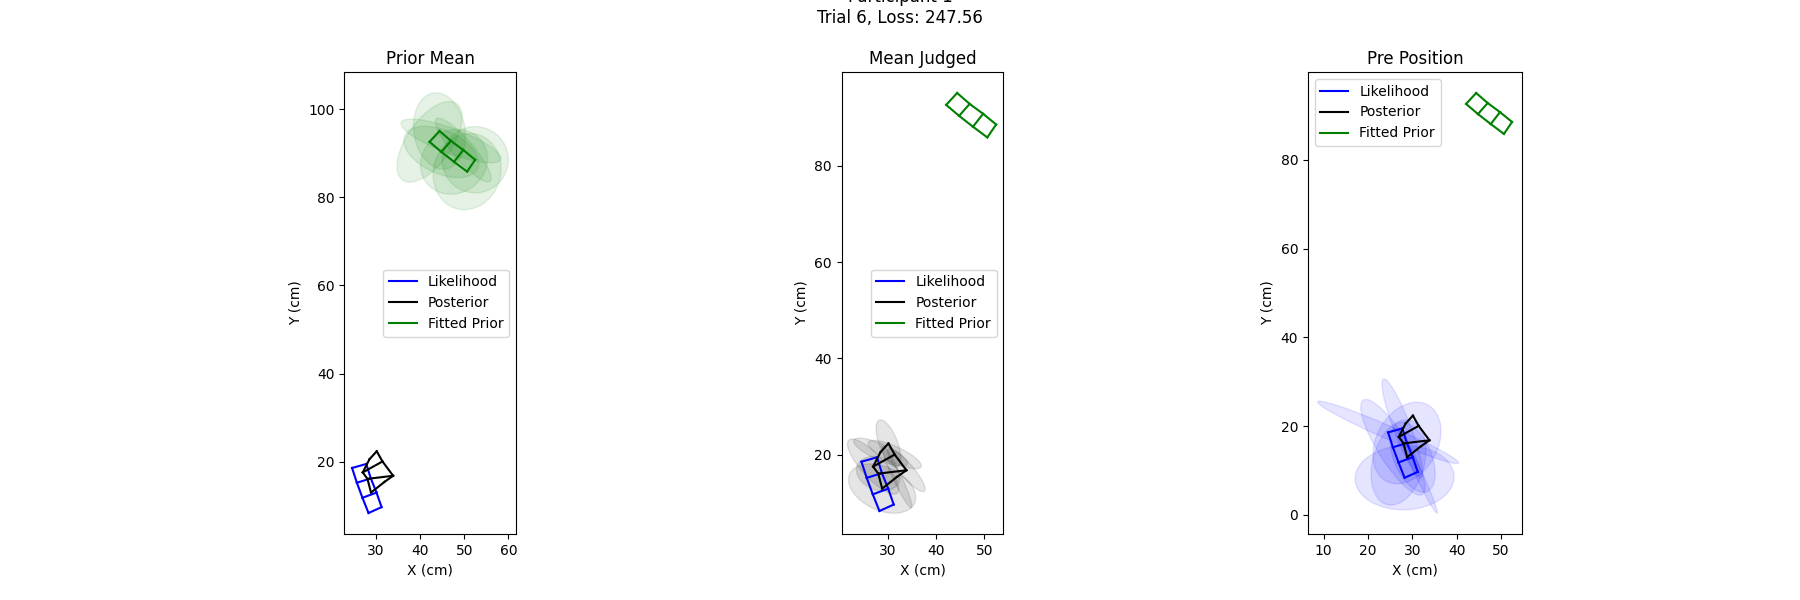 Participant 1
Trial 6, Loss: 247.56
Prior Mean
100
80
60
40
20
30 40 50 60
Y (cm)
X (cm)
Likelihood
Posterior
Fitted Prior
Mean Judged
80
60
40
20
30 40 50
Y (cm)
X (cm)
Likelihood
Posterior
Fitted Prior
Pre Position
Likelihood
Posterior
Fitted Prior
80
60
40
20
0
10 20 30 40 50
Y (cm)
X (cm)